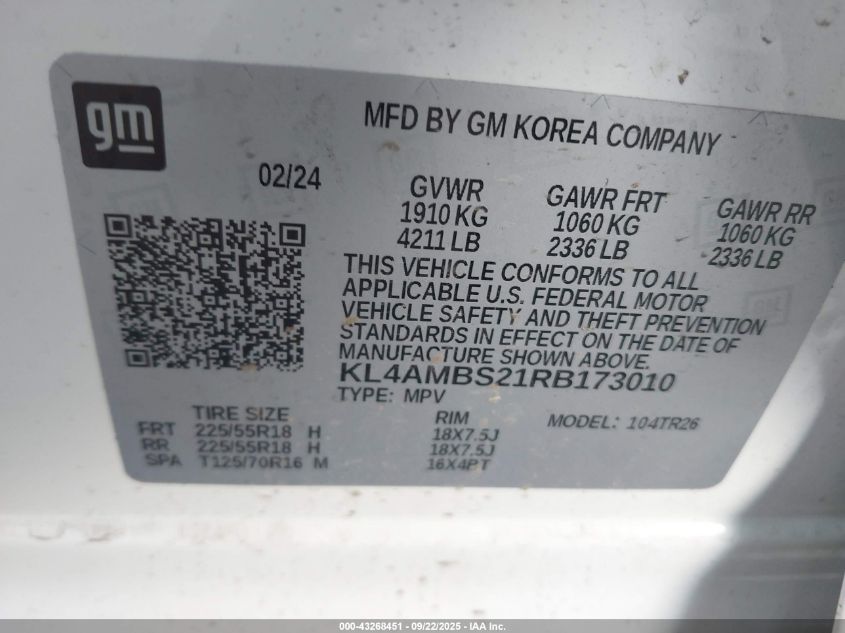 gm
MFD BY GM KOREA COMPANY
02/24
GVWR
1910 KG
4211 LB
GAWR FRT
1060 KG
2336 LB
GAWR RR
1060 KG
2336 LB
THIS VEHICLE CONFORMS TO ALL
APPLICABLE U.S. FEDERAL MOTOR
VEHICLE SAFETY AND THEFT PREVENTION
STANDARDS IN EFFECT ON THE DATE OF
MANUFACTURE SHOWN ABOVE.
KL4AMBS21RB173010
TYPE: MPV
TIRE SIZE RIM MODEL: 104TR26
FRT 225/55R18 H 18X7.5J
RR 225/55R18 H 18X7.5J
SPA T125/70R16 M 16X4PT
000-43268451 - 09/22/2025 - IAA Inc.